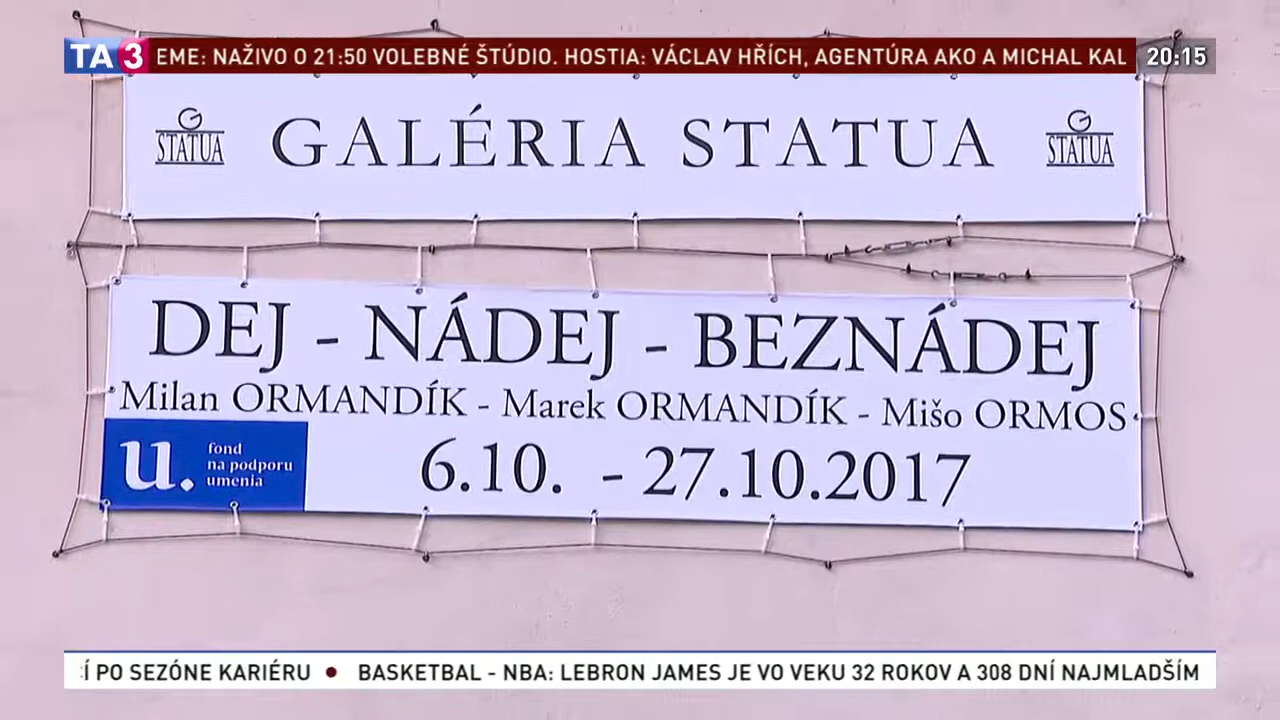 TA3 EME: NAŽIVO O 21:50 VOLEBNÉ ŠTÚDIO. HOSTIA: VÁCLAV HŘÍCH, AGENTÚRA AKO A MICHAL KAL 20:15
G STATUA GALÉRIA STATUA G STATUA
DEJ - NÁDEJ - BEZNÁDEJ
Milan ORMANDÍK - Marek ORMANDÍK - Mišo ORMOS
u. fond
na podporu
umenia
6.10. - 27.10.2017
Í PO SEZÓNE KARIÉRU • BASKETBAL - NBA: LEBRON JAMES JE VO VEKU 32 ROKOV A 308 DNÍ NAJMLADŠÍM